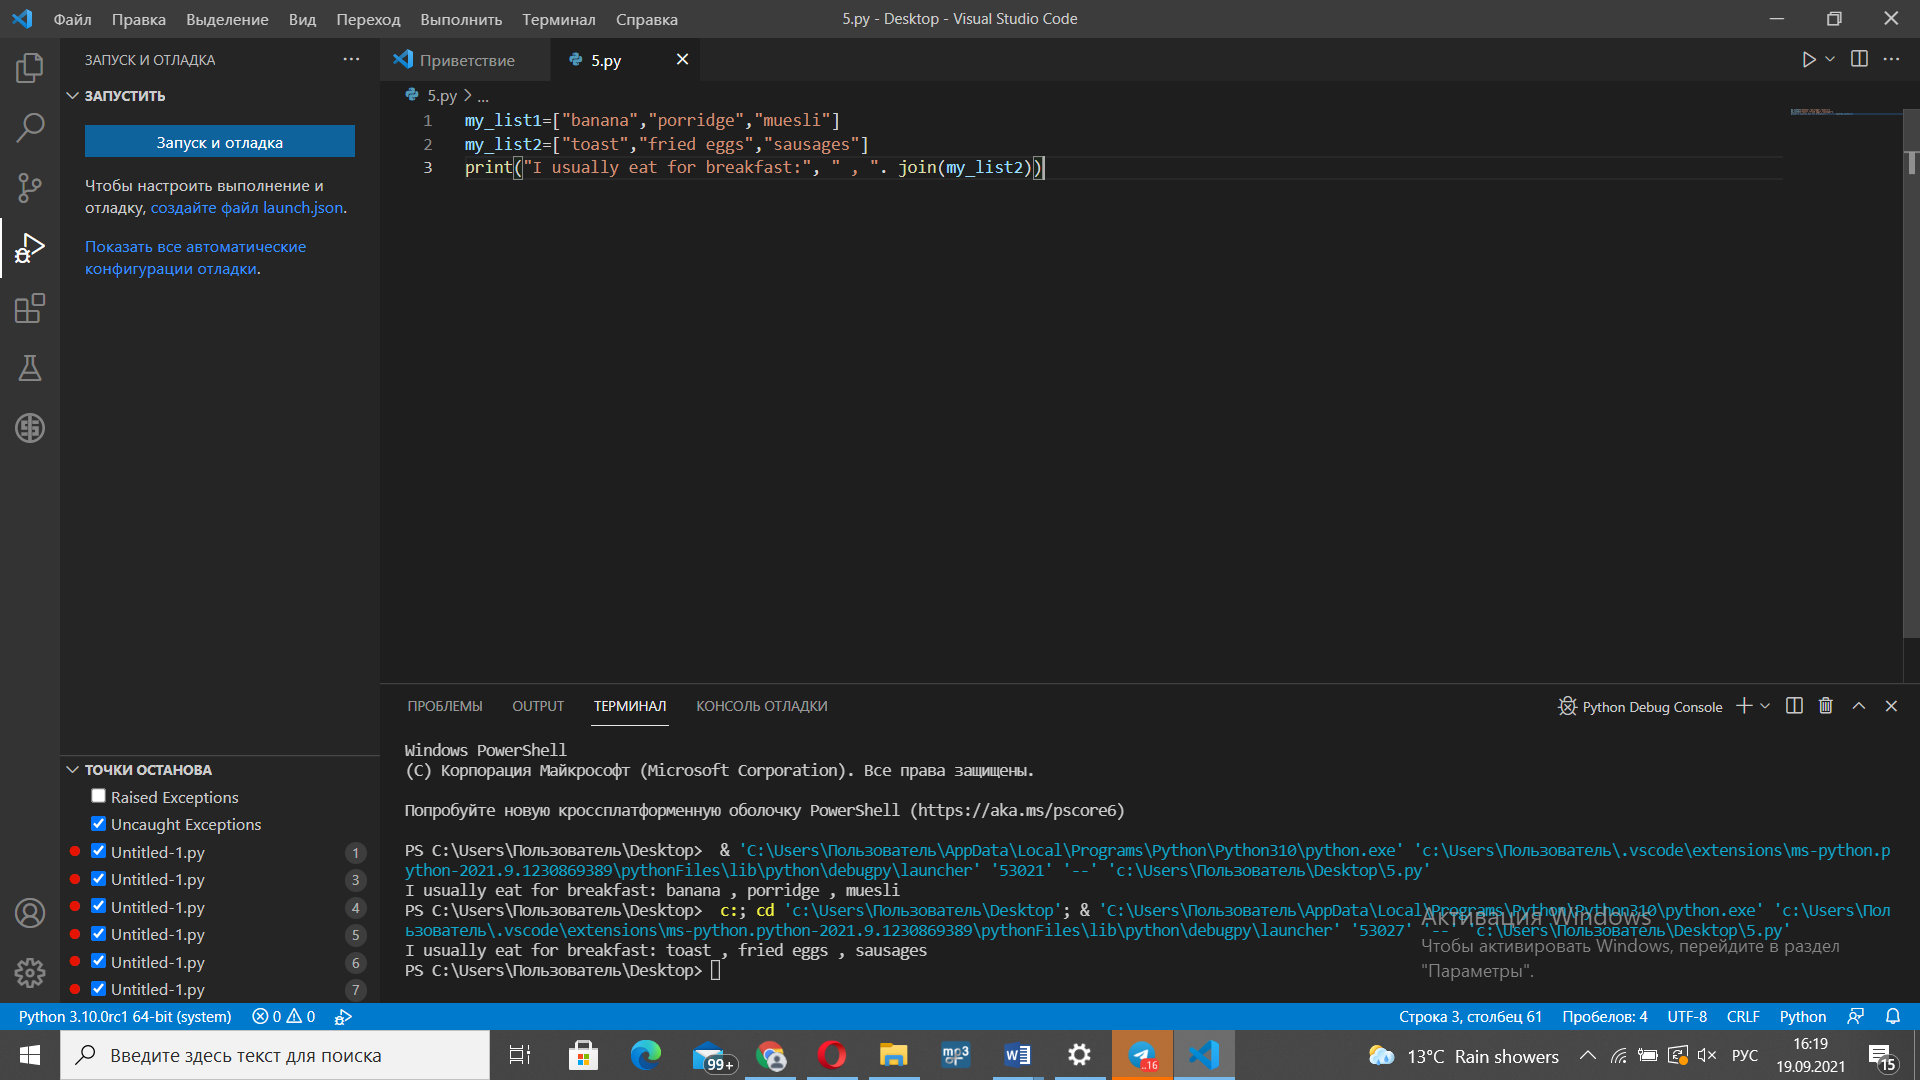 Файл Правка Выделение Вид Переход Выполнить Терминал Справка
5.py - Desktop - Visual Studio Code
ЗАПУСК И ОТЛАДКА
ЗАПУСТИТЬ
Запуск и отладка
Чтобы настроить выполнение и
отладку, создайте файл launch.json.
Показать все автоматические
конфигурации отладки.
Приветствие
5.py
5.py > ...
1 my_list1=["banana","porridge","muesli"]
2 my_list2=["toast","fried eggs","sausages"]
3 print("I usually eat for breakfast:", " , ". join(my_list2))
ТОЧКИ ОСТАНОВА
Raised Exceptions
Uncaught Exceptions
Untitled-1.py 1
Untitled-1.py 3
Untitled-1.py 4
Untitled-1.py 5
Untitled-1.py 6
Untitled-1.py 7
ПРОБЛЕМЫ OUTPUT ТЕРМИНАЛ КОНСОЛЬ ОТЛАДКИ
Python Debug Console
Windows PowerShell
(C) Корпорация Майкрософт (Microsoft Corporation). Все права защищены.
Попробуйте новую кроссплатформенную оболочку PowerShell (https://aka.ms/pscore6)
PS C:\Users\Пользователь\Desktop>  & 'C:\Users\Пользователь\AppData\Local\Programs\Python\Python310\python.exe' 'c:\Users\Пользователь\.vscode\extensions\ms-python.p
ython-2021.9.1230869389\pythonFiles\lib\python\debugpy\launcher' '53021' '--' 'c:\Users\Пользователь\Desktop\5.py'
I usually eat for breakfast: banana , porridge , muesli
PS C:\Users\Пользователь\Desktop>  c:; cd 'c:\Users\Пользователь\Desktop'; & 'C:\Users\Пользователь\AppData\Local\Programs\Python\Python310\python.exe' 'c:\Users\Пол
ьзователь\.vscode\extensions\ms-python.python-2021.9.1230869389\pythonFiles\lib\python\debugpy\launcher' '53027' '--' 'c:\Users\Пользователь\Desktop\5.py'
I usually eat for breakfast: toast , fried eggs , sausages
PS C:\Users\Пользователь\Desktop>
Активация Windows
Чтобы активировать Windows, перейдите в раздел
"Параметры".
Python 3.10.0rc1 64-bit (system) 0 0
Строка 3, столбец 61 Пробелов: 4 UTF-8 CRLF Python
Введите здесь текст для поиска
99+
mp3
W
..16
13°C Rain showers
РУС
16:19
19.09.2021
15